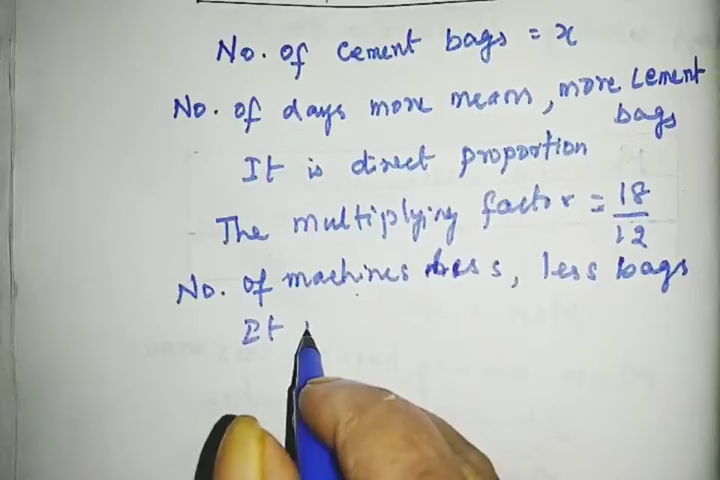 No. of cement bags = x
No. of days more means, more cement
bags
It is direct proportion
The multiplying factor = 18/12
No. of machines less, less bags
It